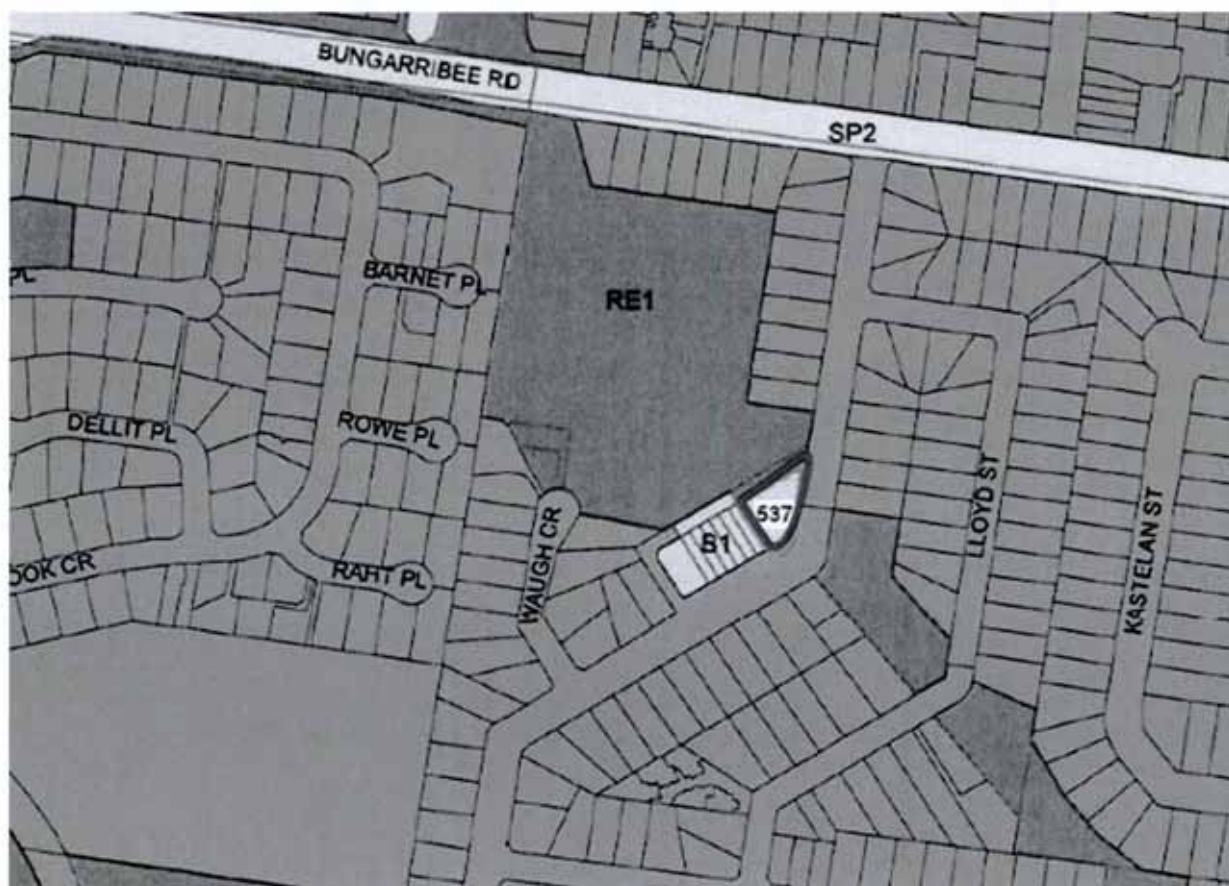 BUNGARRIBEE RD
SP2
BARNET PL
PL
RE1
ROWE PL
DELLIT PL
LLOYD ST
537
B1
WAUGH CR
KASTELAN ST
OOK CR
RAHT PL